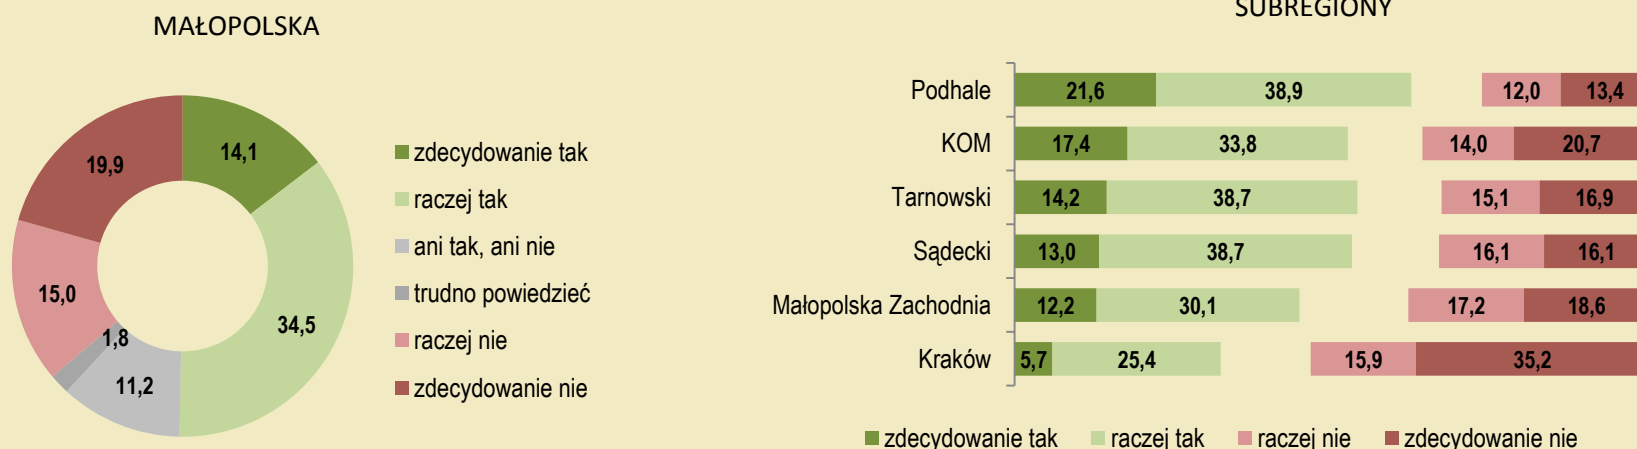 MAŁOPOLSKA
14,1
34,5
11,2
1,8
15,0
19,9
zdecydowanie tak
raczej tak
ani tak, ani nie
trudno powiedzieć
raczej nie
zdecydowanie nie
SUBREGIONY
Podhale 21,6 38,9 12,0 13,4
KOM 17,4 33,8 14,0 20,7
Tarnowski 14,2 38,7 15,1 16,9
Sądecki 13,0 38,7 16,1 16,1
Małopolska Zachodnia 12,2 30,1 17,2 18,6
Kraków 5,7 25,4 15,9 35,2
zdecydowanie tak raczej tak raczej nie zdecydowanie nie